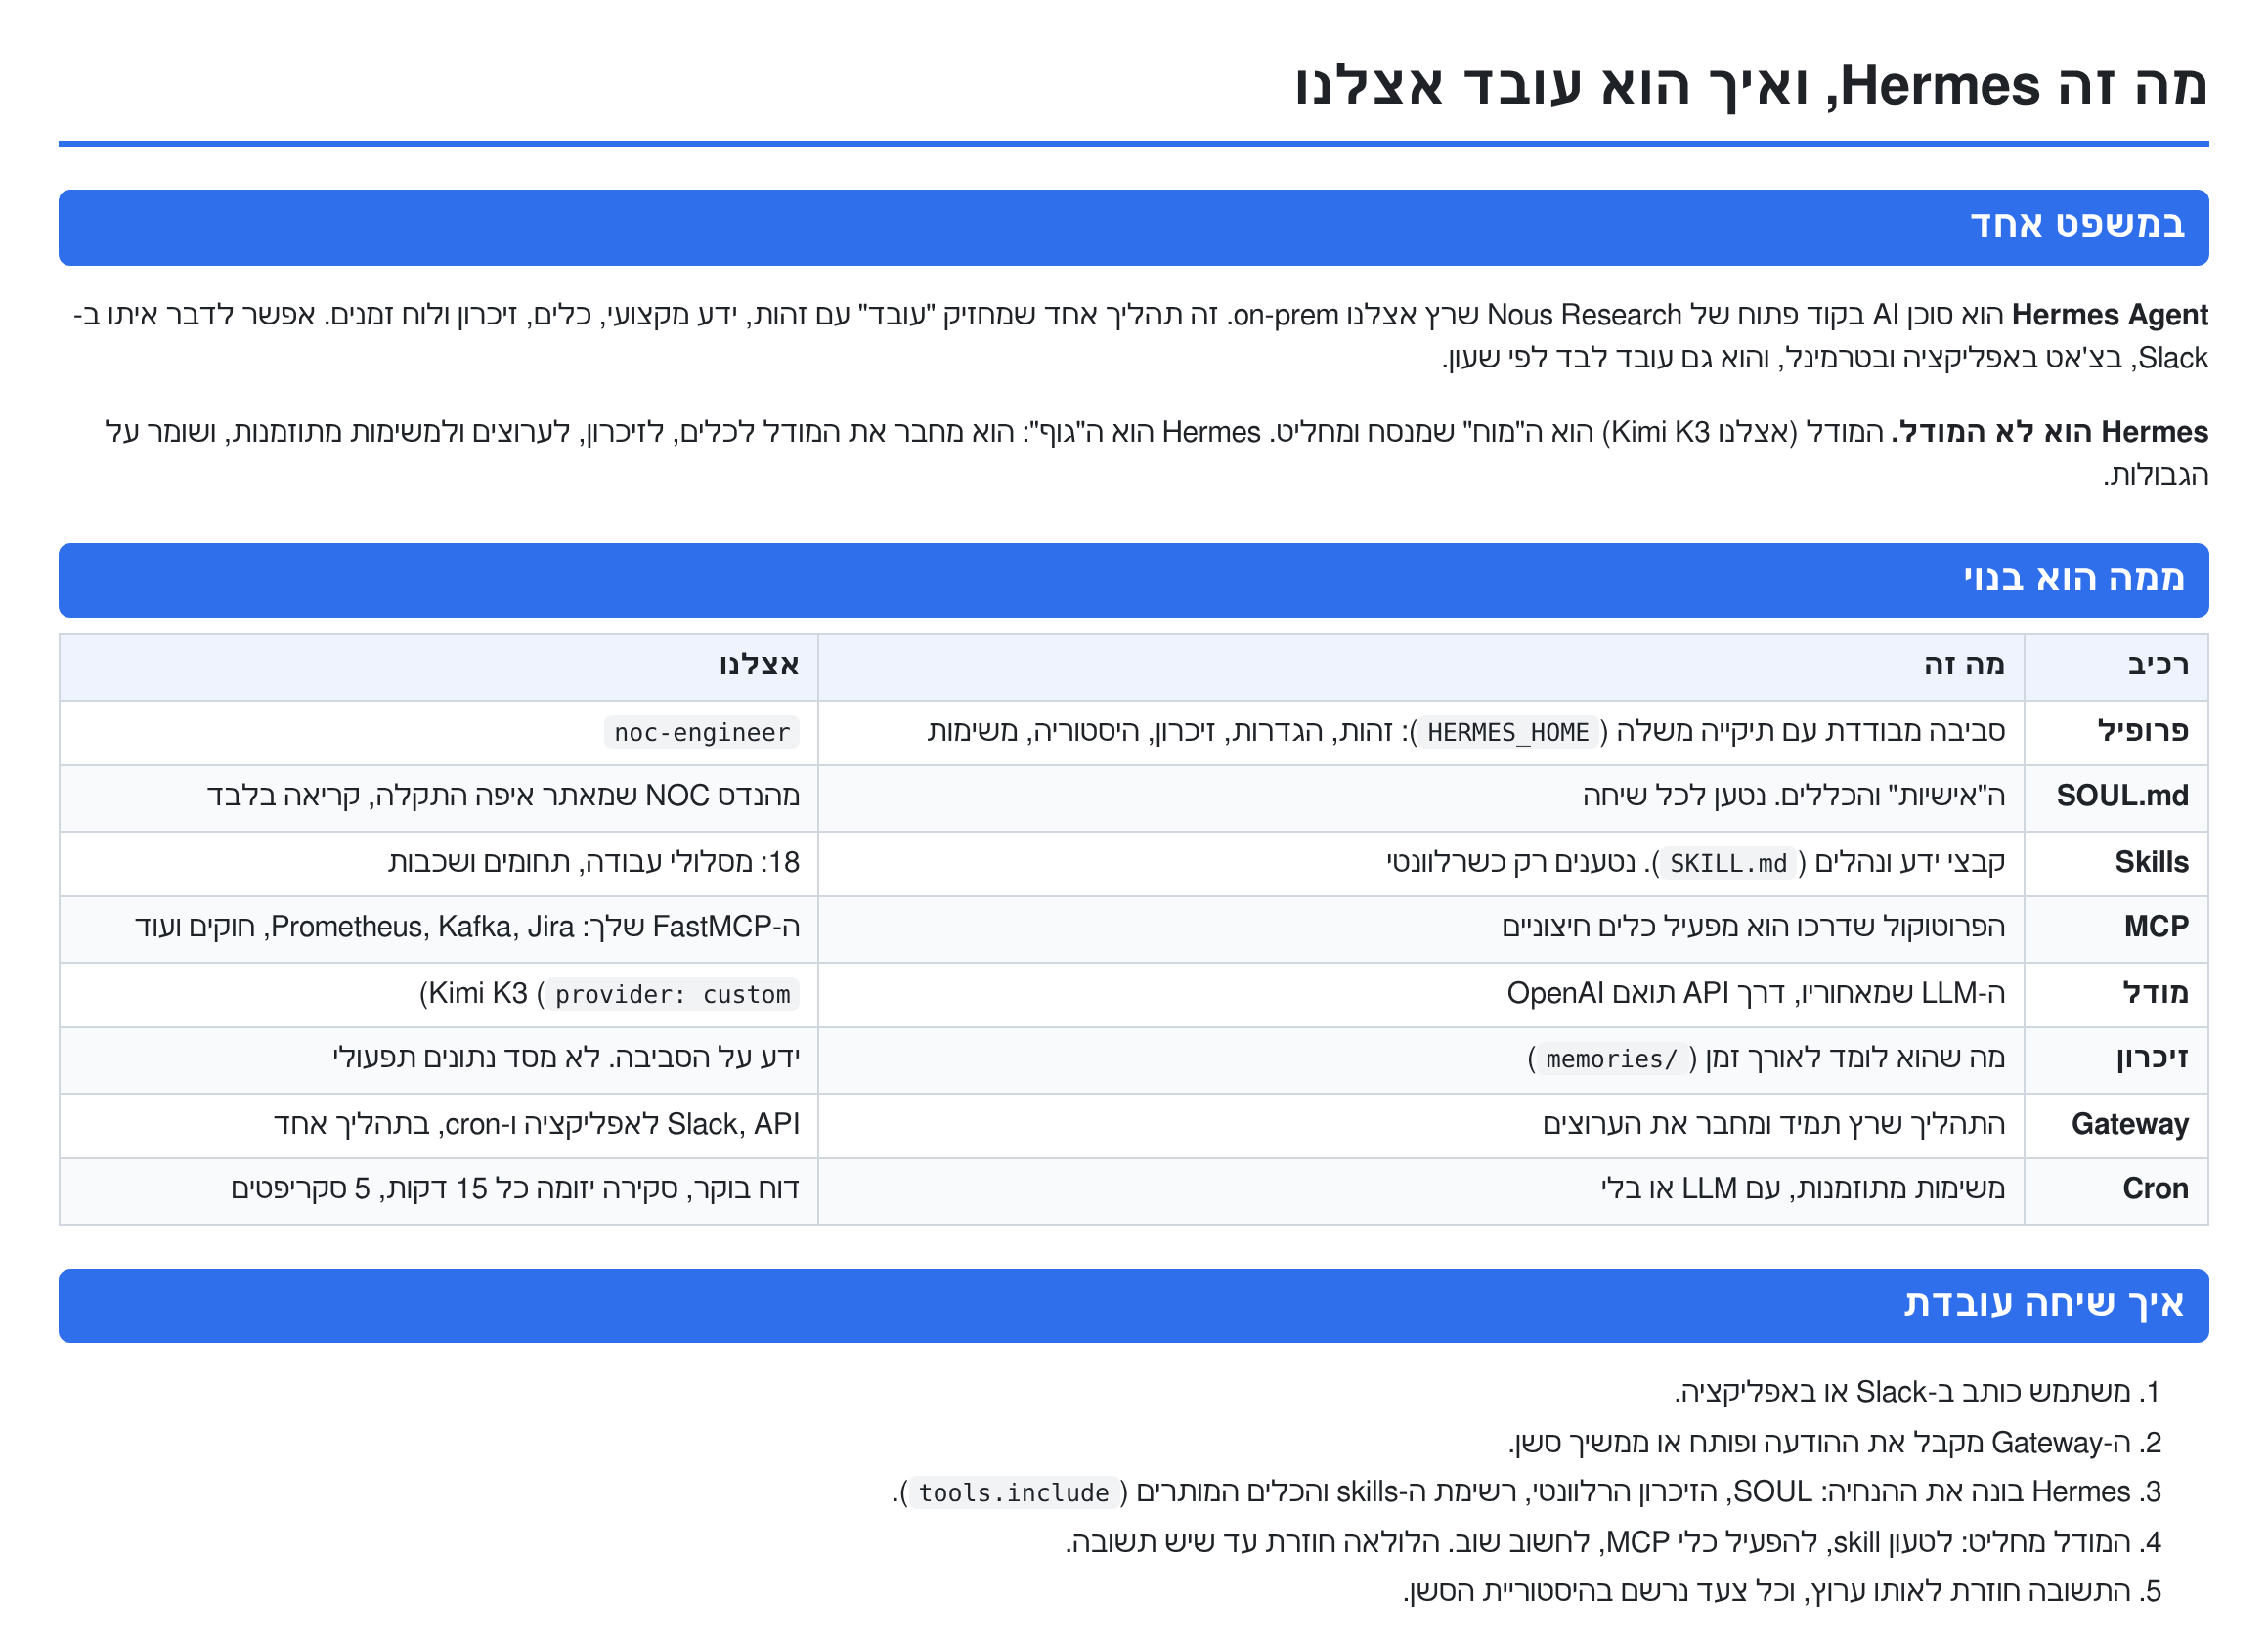 מה זה Hermes, ואיך הוא עובד אצלנו
במשפט אחד
Hermes Agent הוא סוכן AI בקוד פתוח של Nous Research שרץ אצלנו on-prem. זה תהליך אחד שמחזיק "עובד" עם זהות, ידע מקצועי, כלים, זיכרון ולוח זמנים. אפשר לדבר איתו ב-
Slack, בצ'אט באפליקציה ובטרמינל, והוא גם עובד לבד לפי שעון.
Hermes הוא לא המודל. המודל (אצלנו Kimi K3) הוא ה"מוח" שמנסח ומחליט. Hermes הוא ה"גוף": הוא מחבר את המודל לכלים, לזיכרון, לערוצים ולמשימות מתוזמנות, ושומר על
הגבולות.
ממה הוא בנוי
רכיב מה זה אצלנו
פרופיל סביבה מבודדת עם תיקייה משלה (HERMES_HOME): זהות, הגדרות, זיכרון, היסטוריה, משימות noc-engineer
SOUL.md ה"אישיות" והכללים. נטען לכל שיחה מהנדס NOC שמאתר איפה התקלה, קריאה בלבד
Skills קבצי ידע ונהלים (SKILL.md). נטענים רק כשרלוונטי 18: מסלולי עבודה, תחומים ושכבות
MCP הפרוטוקול שדרכו הוא מפעיל כלים חיצוניים ה-FastMCP שלך: Prometheus, Kafka, Jira, חוקים ועוד
מודל ה-LLM שמאחוריו, דרך API תואם OpenAI Kimi K3 (provider: custom)
זיכרון מה שהוא לומד לאורך זמן (memories/) ידע על הסביבה. לא מסד נתונים תפעולי
Gateway התהליך שרץ תמיד ומחבר את הערוצים Slack, API לאפליקציה ו-cron, בתהליך אחד
Cron משימות מתוזמנות, עם LLM או בלי דוח בוקר, סקירה יזומה כל 15 דקות, 5 סקריפטים
איך שיחה עובדת
1. משתמש כותב ב-Slack או באפליקציה.
2. ה-Gateway מקבל את ההודעה ופותח או ממשיך סשן.
3. Hermes בונה את ההנחיה: SOUL, הזיכרון הרלוונטי, רשימת ה-skills והכלים המותרים (tools.include).
4. המודל מחליט: לטעון skill, להפעיל כלי MCP, לחשוב שוב. הלולאה חוזרת עד שיש תשובה.
5. התשובה חוזרת לאותו ערוץ, וכל צעד נרשם בהיסטוריית הסשן.